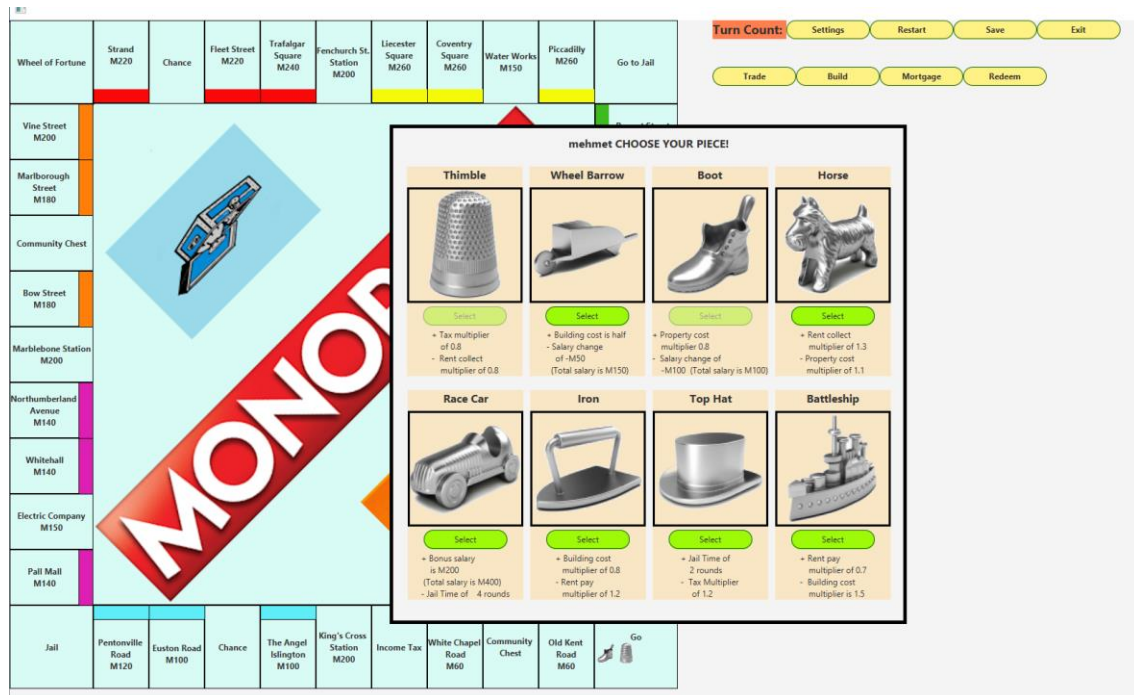 Wheel of Fortune
Strand
M220
Chance
Fleet Street
M220
Trafalgar
Square
M240
Fenchurch St.
Station
M200
Liecester
Square
M260
Coventry
Square
M260
Water Works
M150
Piccadilly
M260
Go to Jail
Turn Count:
Settings
Restart
Save
Exit
Trade
Build
Mortgage
Redeem
Vine Street
M200
Marlborough
Street
M180
Community Chest
Bow Street
M180
Marblebone Station
M200
Northumberland
Avenue
M140
Whitehall
M140
Electric Company
M150
Pall Mall
M140
MONOP
mehmet CHOOSE YOUR PIECE!
Thimble
Select
+ Tax multiplier
of 0.8
- Rent collect
multiplier of 0.8
Wheel Barrow
Select
+ Building cost is half
- Salary change
of -M50
(Total salary is M150)
Boot
Select
+ Property cost
multiplier 0.8
- Salary change of
-M100 (Total salary is M100)
Horse
Select
+ Rent collect
multiplier of 1.3
- Property cost
multiplier of 1.1
Race Car
Select
+ Bonus salary
is M200
(Total salary is M400)
- Jail Time of 4 rounds
Iron
Select
+ Building cost
multiplier of 0.8
- Rent pay
multiplier of 1.2
Top Hat
Select
+ Jail Time of
2 rounds
- Tax Multiplier
of 1.2
Battleship
Select
+ Rent pay
multiplier of 0.7
- Building cost
multiplier is 1.5
Jail
Pentonville
Road
M120
Euston Road
M100
Chance
The Angel
Islington
M100
King's Cross
Station
M200
Income Tax
White Chapel
Road
M60
Community
Chest
Old Kent
Road
M60
Go